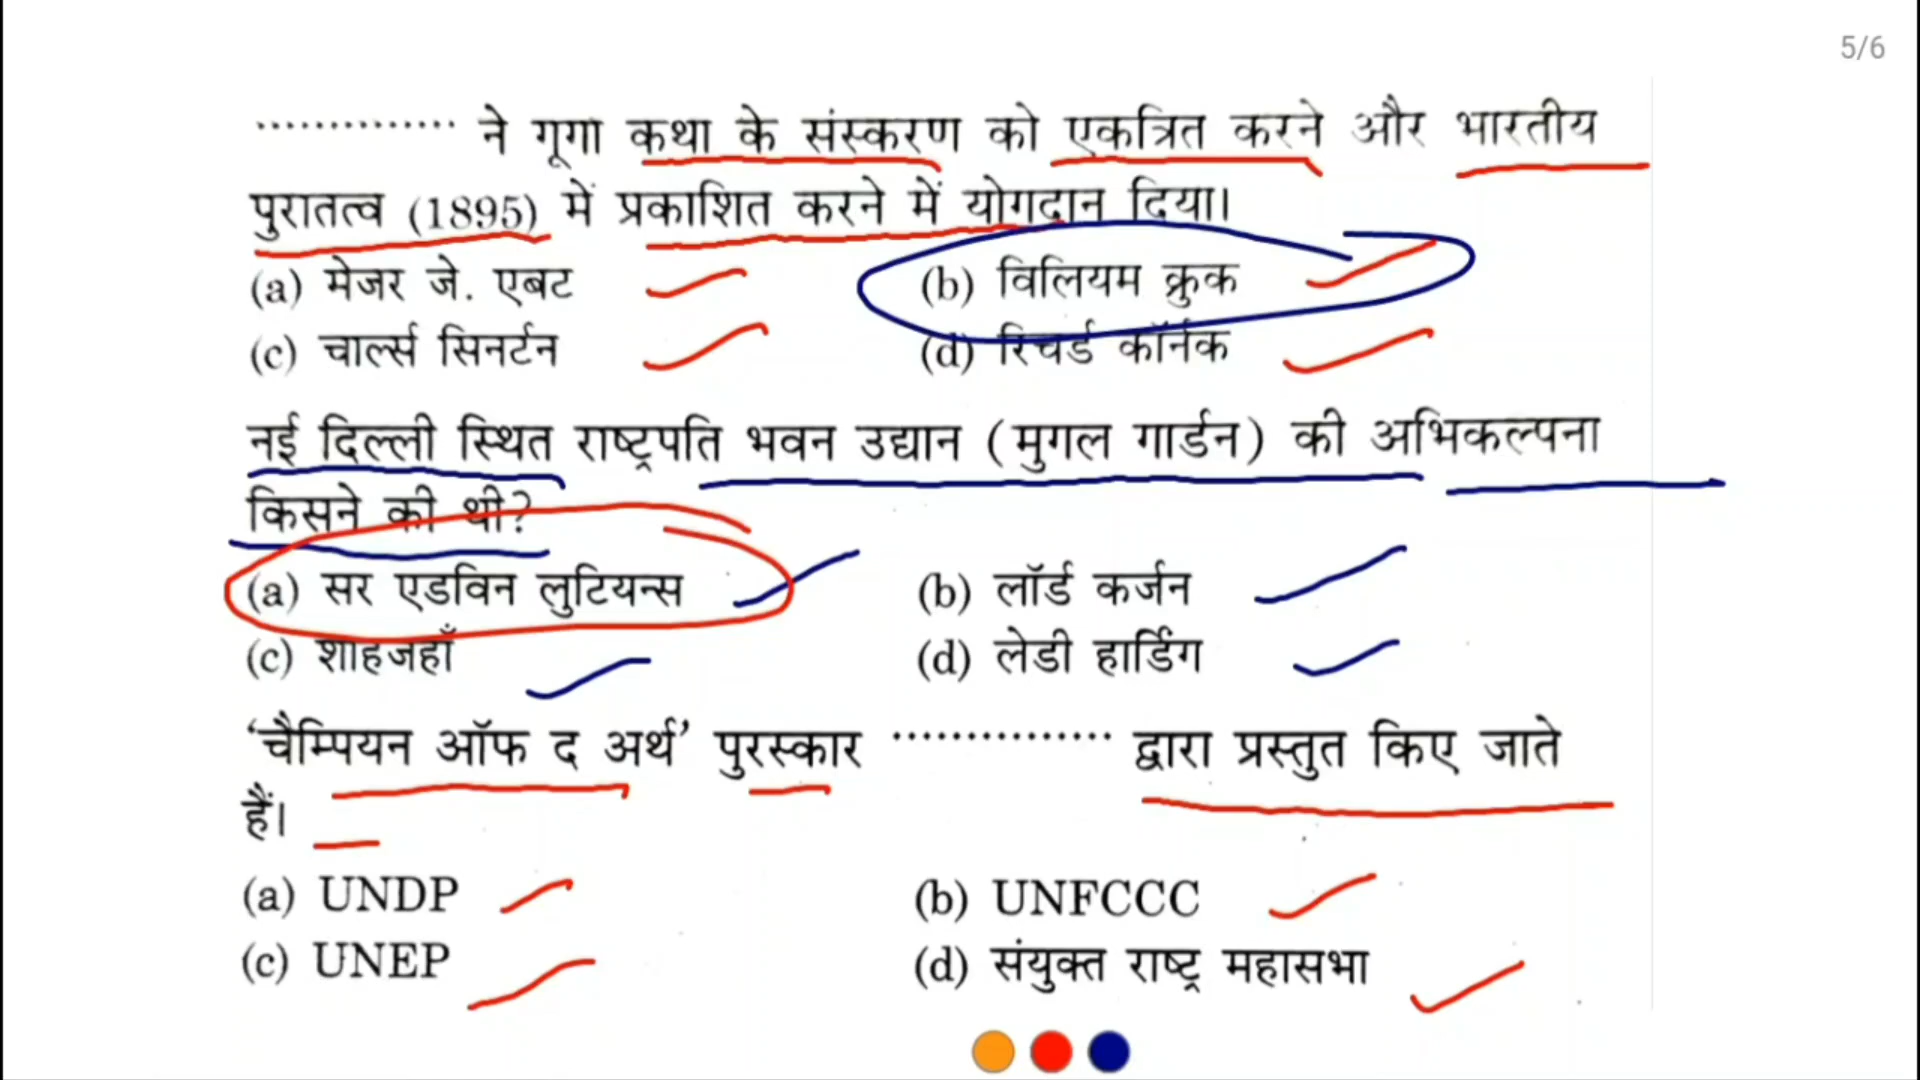 5/6
.............. ने गूगा कथा के संस्करण को एकत्रित करने और भारतीय
पुरातत्व (1895) में प्रकाशित करने में योगदान दिया।
(a) मेजर जे. एबट (b) विलियम क्रुक
(c) चार्ल्स सिनर्टन (d) रिचर्ड कॉर्नक
नई दिल्ली स्थित राष्ट्रपति भवन उद्यान (मुगल गार्डन) की अभिकल्पना
किसने की थी?
(a) सर एडविन लुटियन्स (b) लॉर्ड कर्जन
(c) शाहजहाँ (d) लेडी हार्डिंग
'चैम्पियन ऑफ द अर्थ' पुरस्कार ............... द्वारा प्रस्तुत किए जाते
हैं।
(a) UNDP (b) UNFCCC
(c) UNEP (d) संयुक्त राष्ट्र महासभा